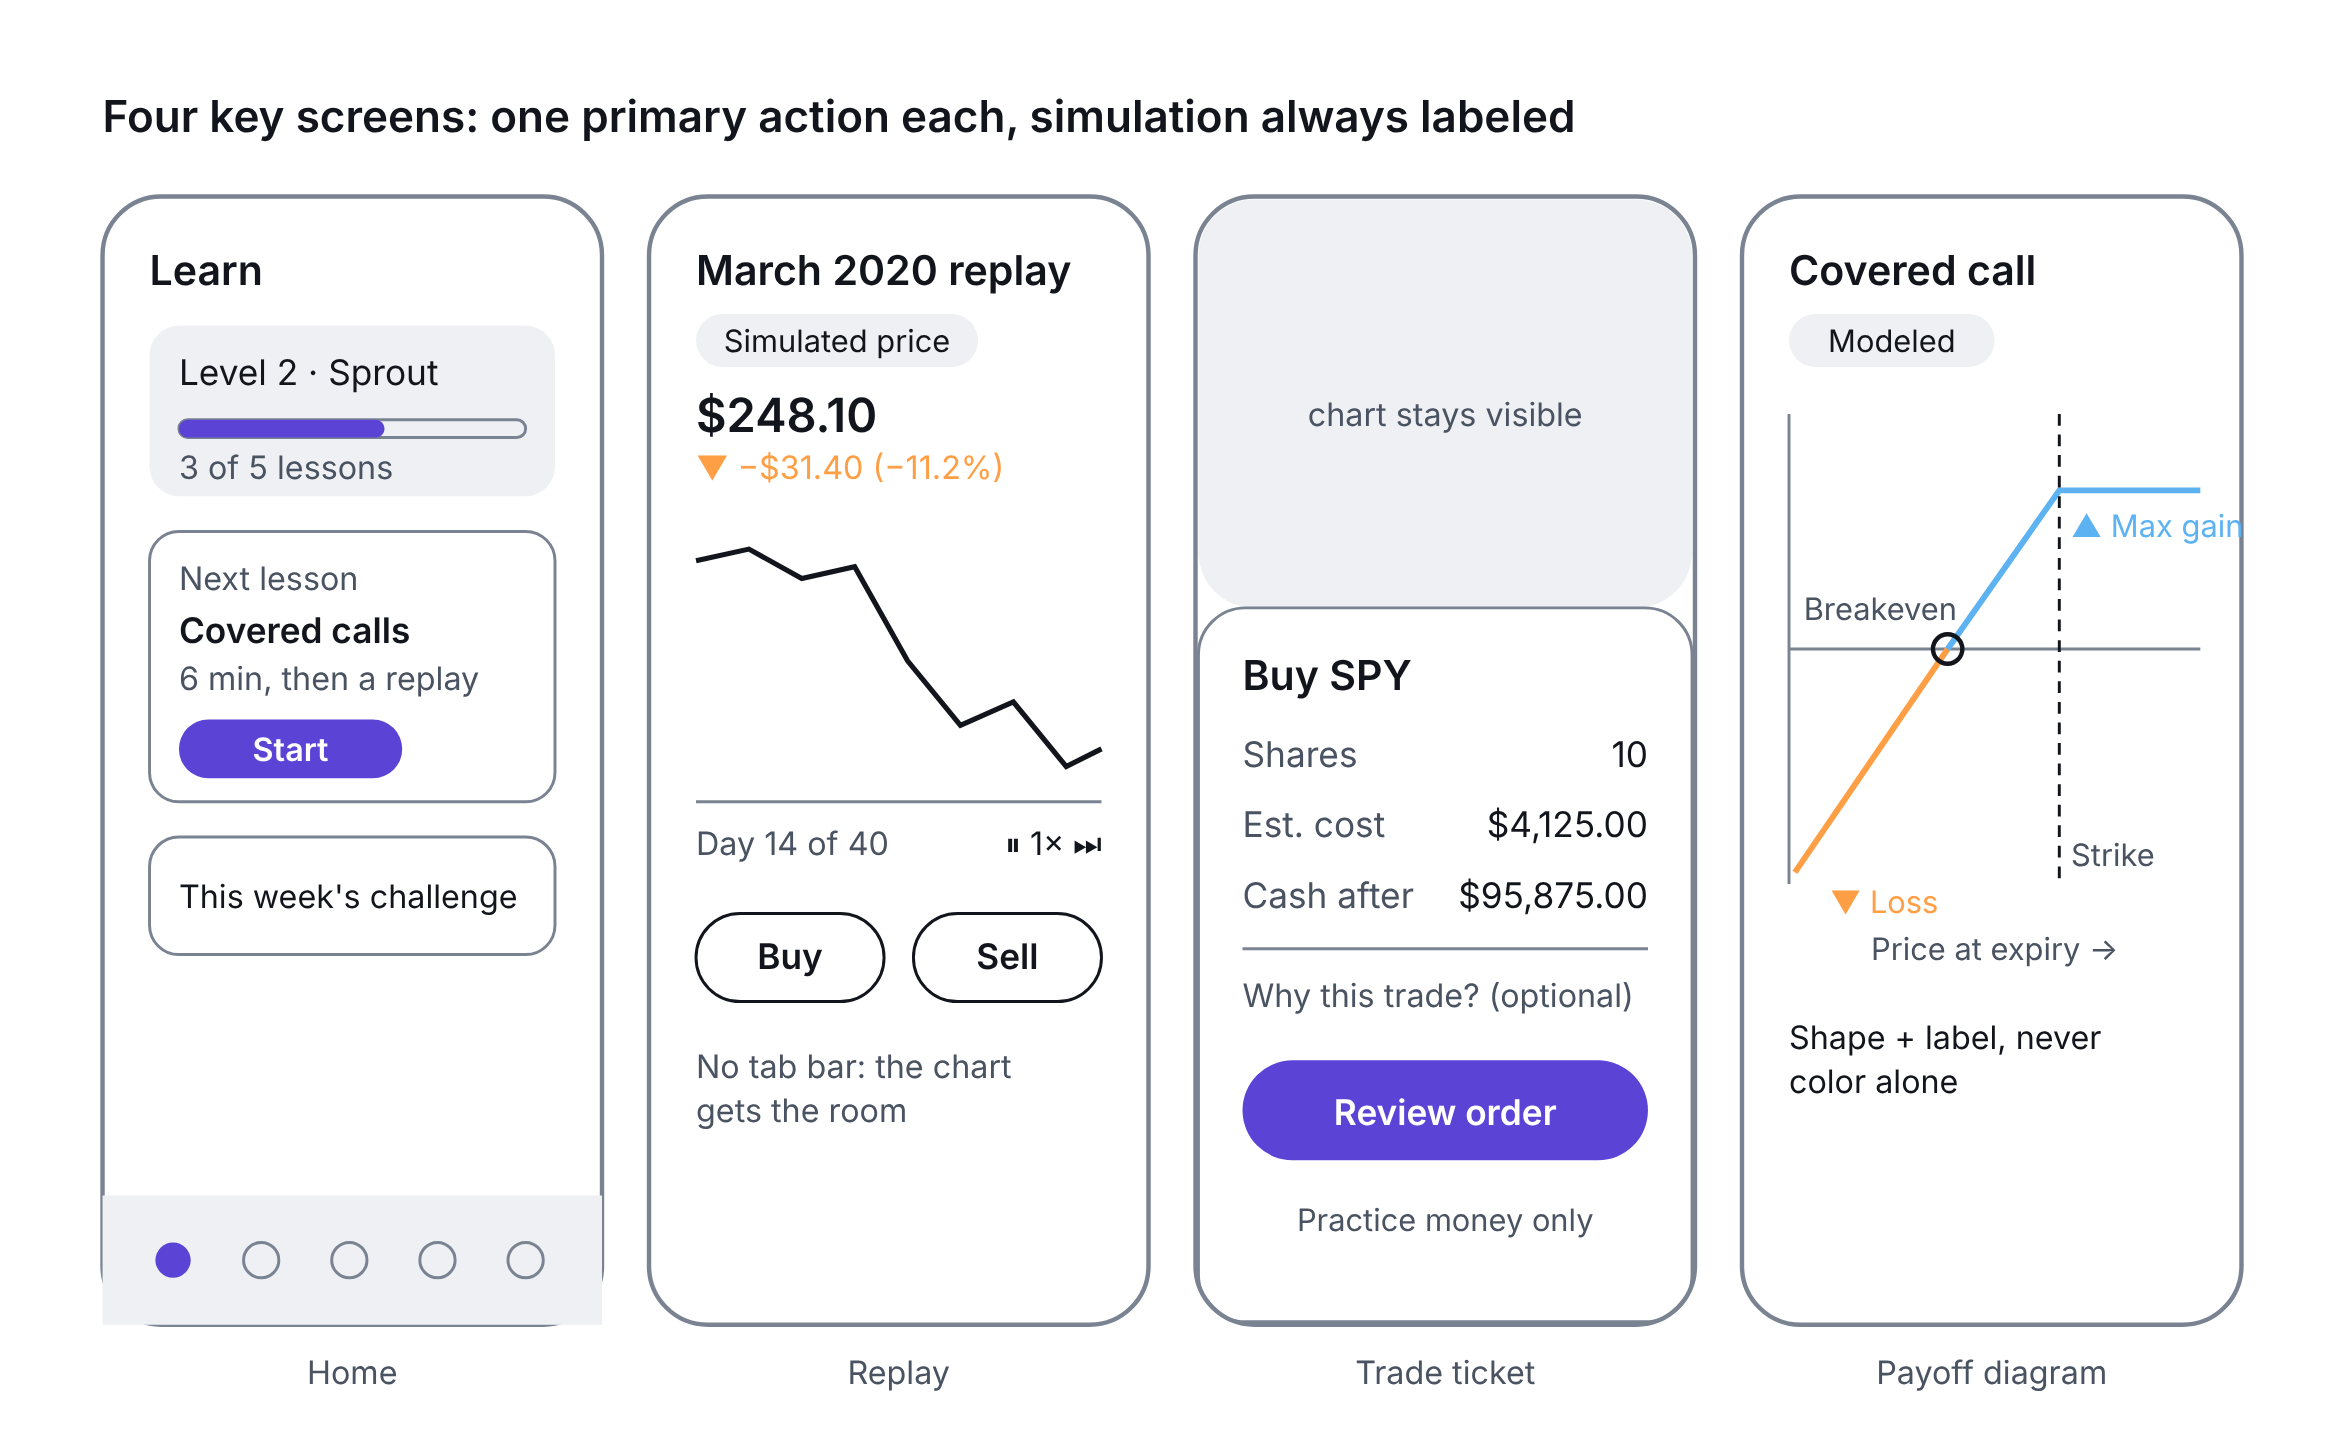 Four key screens: one primary action each, simulation always labeled
Learn
Level 2 · Sprout
3 of 5 lessons
Next lesson
Covered calls
6 min, then a replay
Start
This week's challenge
Home
March 2020 replay
Simulated price
$248.10
▼ −$31.40 (−11.2%)
Day 14 of 40
1×
Buy
Sell
No tab bar: the chart
gets the room
Replay
chart stays visible
Buy SPY
Shares 10
Est. cost $4,125.00
Cash after $95,875.00
Why this trade? (optional)
Review order
Practice money only
Trade ticket
Covered call
Modeled
▲ Max gain
Breakeven
Strike
▼ Loss
Price at expiry →
Shape + label, never
color alone
Payoff diagram